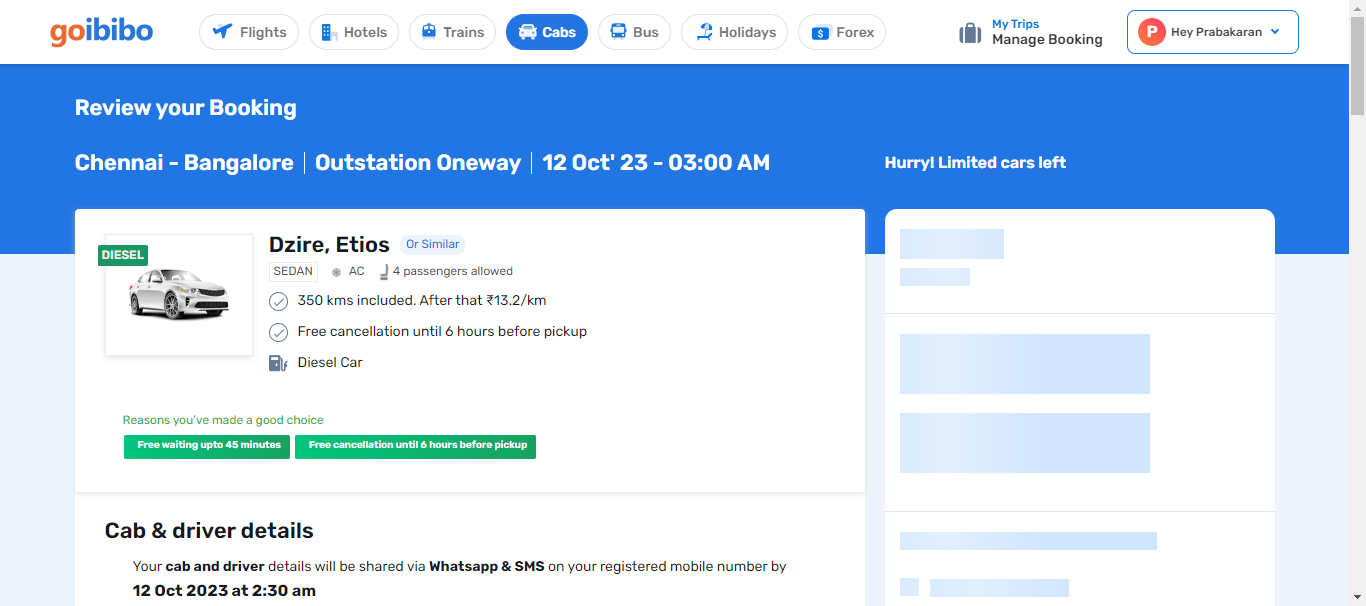 goibibo
Flights
Hotels
Trains
Cabs
Bus
Holidays
$ Forex
My Trips
Manage Booking
P Hey Prabakaran
Review your Booking
Chennai - Bangalore | Outstation Oneway | 12 Oct' 23 - 03:00 AM
Hurry! Limited cars left
DIESEL
Dzire, Etios Or Similar
SEDAN AC 4 passengers allowed
350 kms included. After that ₹13.2/km
Free cancellation until 6 hours before pickup
Diesel Car
Reasons you've made a good choice
Free waiting upto 45 minutes Free cancellation until 6 hours before pickup
Cab & driver details
Your cab and driver details will be shared via Whatsapp & SMS on your registered mobile number by
12 Oct 2023 at 2:30 am